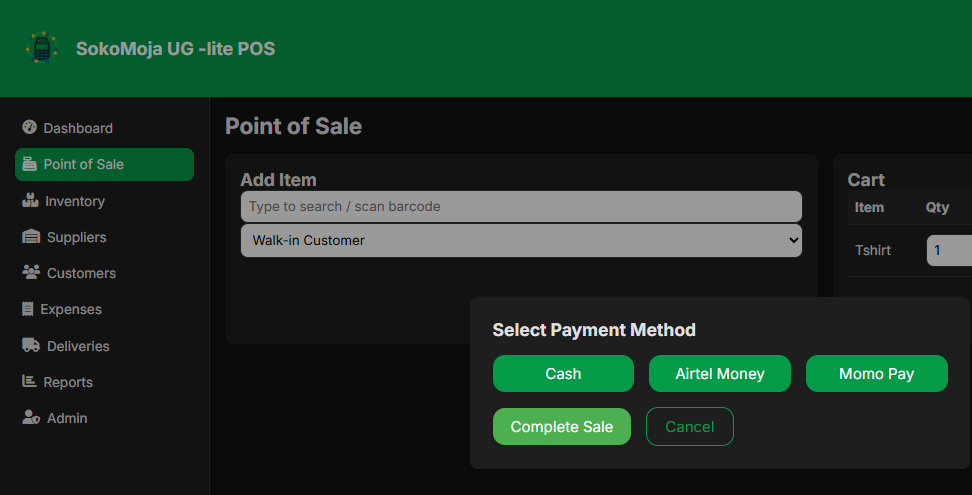 SokoMoja UG -lite POS
Dashboard
Point of Sale
Inventory
Suppliers
Customers
Expenses
Deliveries
Reports
Admin
Point of Sale
Add Item
Type to search / scan barcode
Walk-in Customer
Cart
Item Qty
Tshirt 1
Select Payment Method
Cash Airtel Money Momo Pay
Complete Sale Cancel